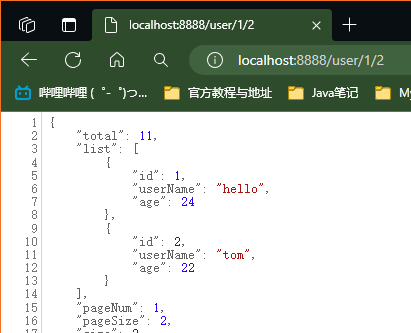 localhost:8888/user/1/2
localhost:8888/user/1/2
哔哩哔哩 (゜-゜)つ... 官方教程与地址 Java笔记 My
1 {
2 "total": 11,
3 "list": [
4 {
5 "id": 1,
6 "userName": "hello",
7 "age": 24
8 },
9 {
10 "id": 2,
11 "userName": "tom",
12 "age": 22
13 }
14 ],
15 "pageNum": 1,
16 "pageSize": 2,